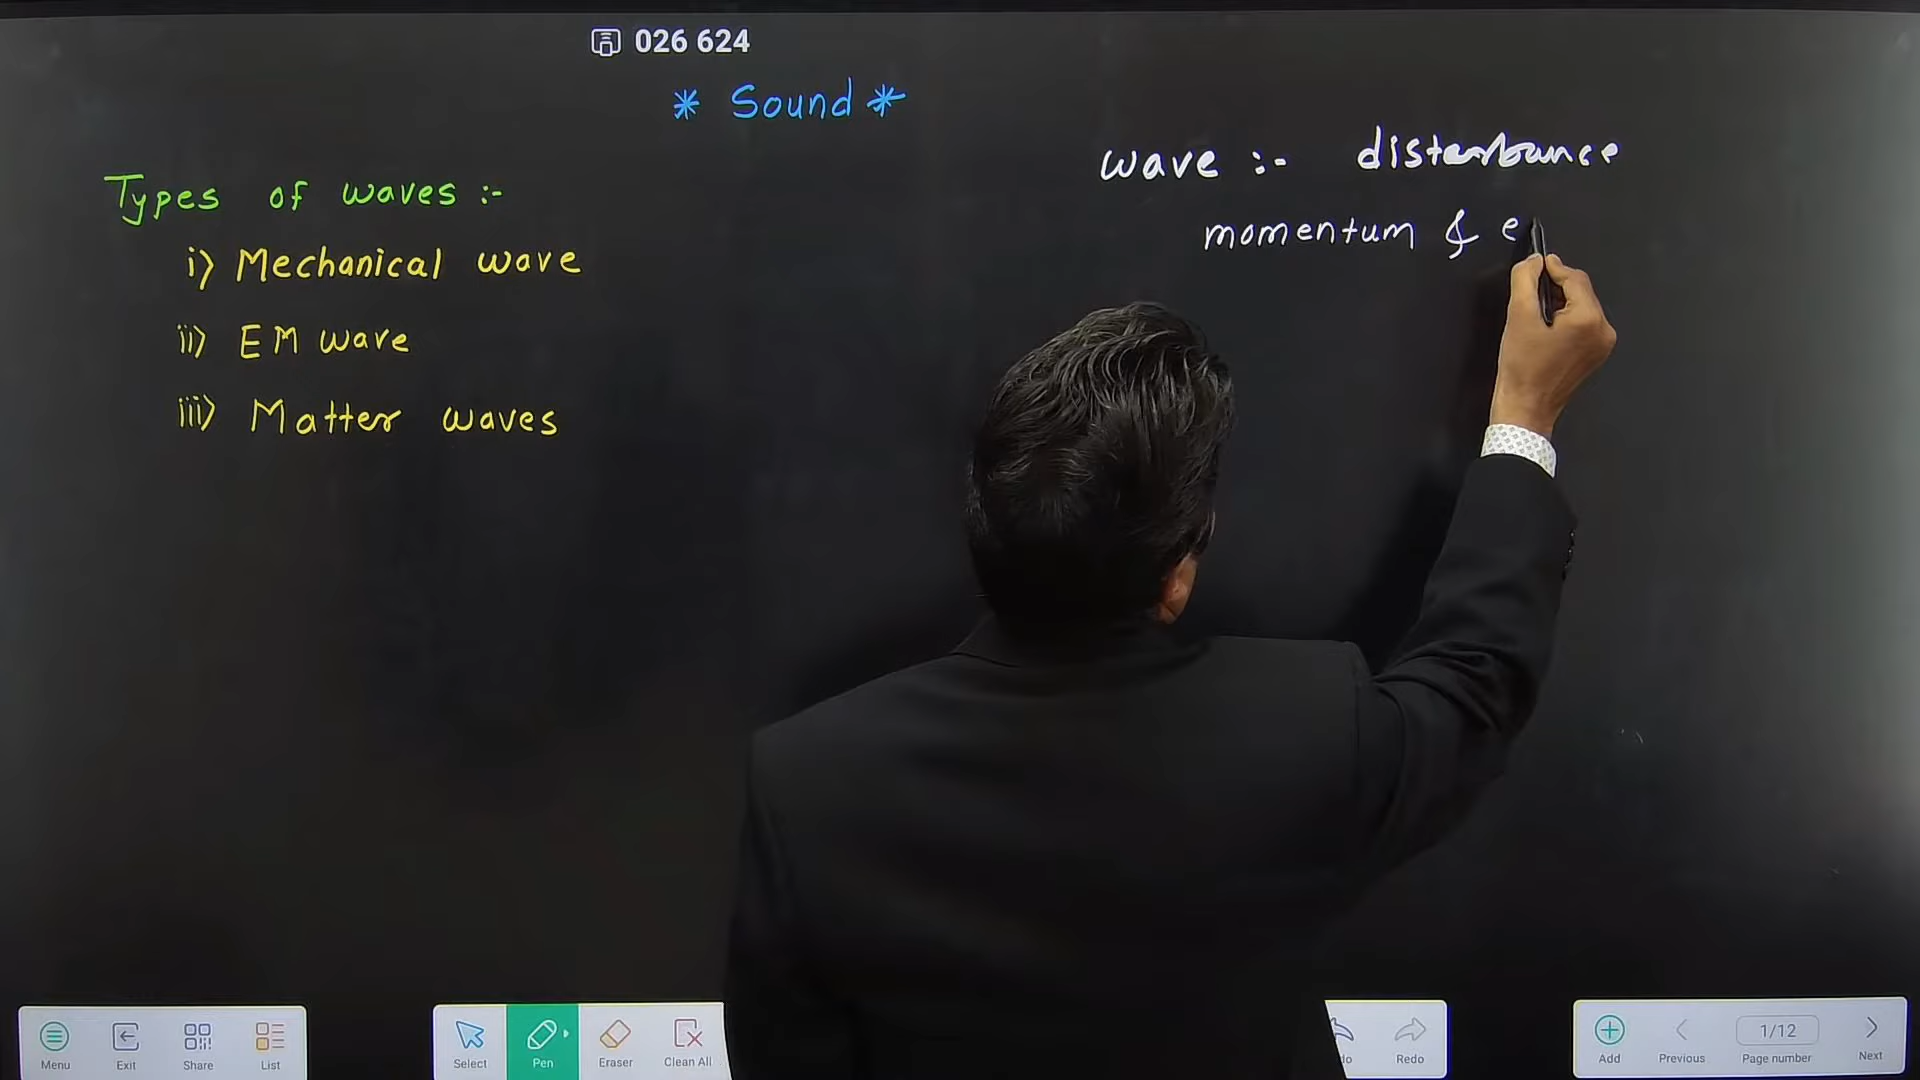 026 624
* Sound *
wave :- disturbance
Types of waves :-
momentum & e
i) Mechanical wave
ii) EM wave
iii) Matter waves
Menu Exit Share List
Select Pen Eraser Clean All
do Redo
Add Previous 1/12 Page number Next